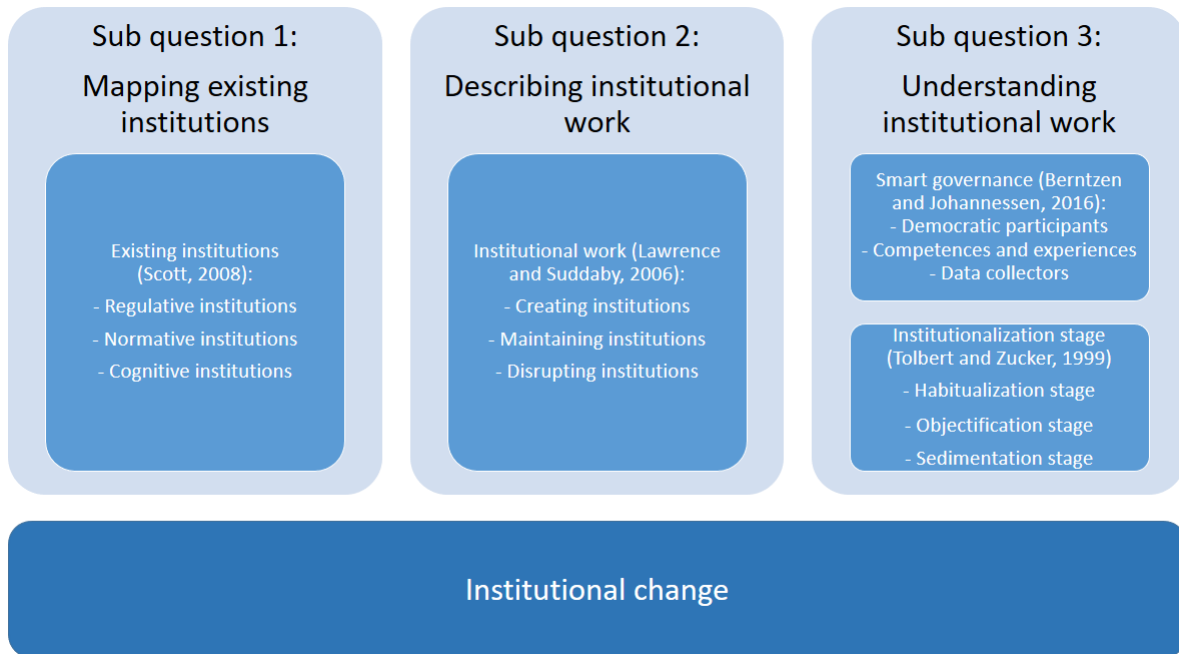 Sub question 1:
Mapping existing
institutions
Existing institutions
(Scott, 2008):
- Regulative institutions
- Normative institutions
- Cognitive institutions
Sub question 2:
Describing institutional
work
Institutional work (Lawrence
and Suddaby, 2006):
- Creating institutions
- Maintaining institutions
- Disrupting institutions
Sub question 3:
Understanding
institutional work
Smart governance (Berntzen
and Johannessen, 2016):
- Democratic participants
- Competences and experiences
- Data collectors
Institutionalization stage
(Tolbert and Zucker, 1999)
- Habitualization stage
- Objectification stage
- Sedimentation stage
Institutional change